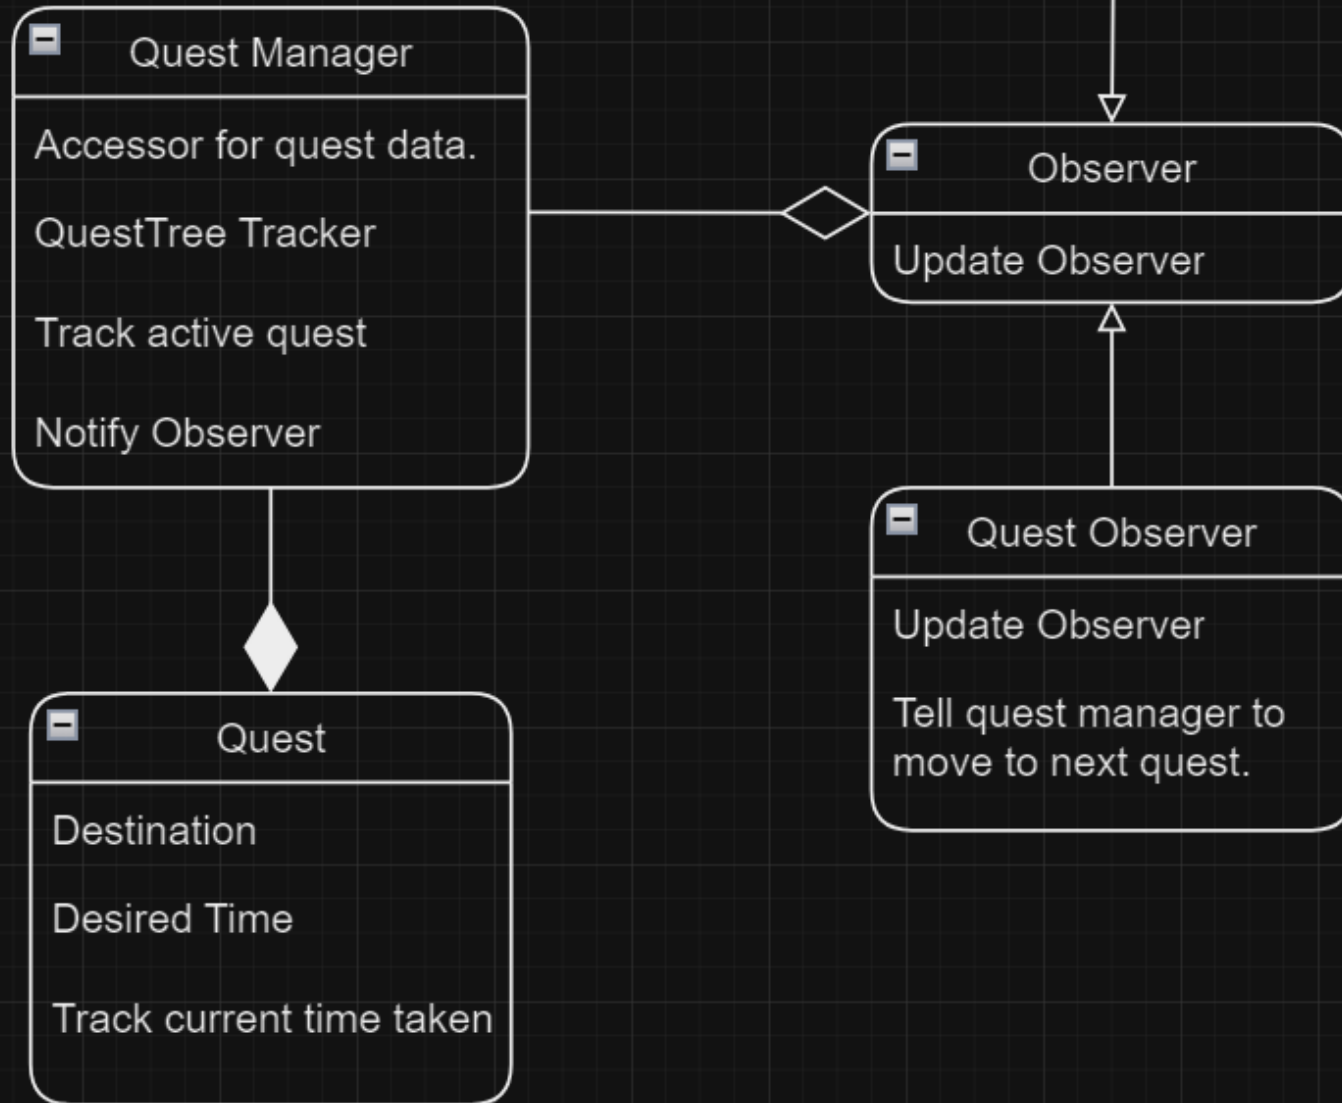 Quest Manager
Accessor for quest data.
QuestTree Tracker
Track active quest
Notify Observer
Observer
Update Observer
Quest Observer
Update Observer
Tell quest manager to
move to next quest.
Quest
Destination
Desired Time
Track current time taken